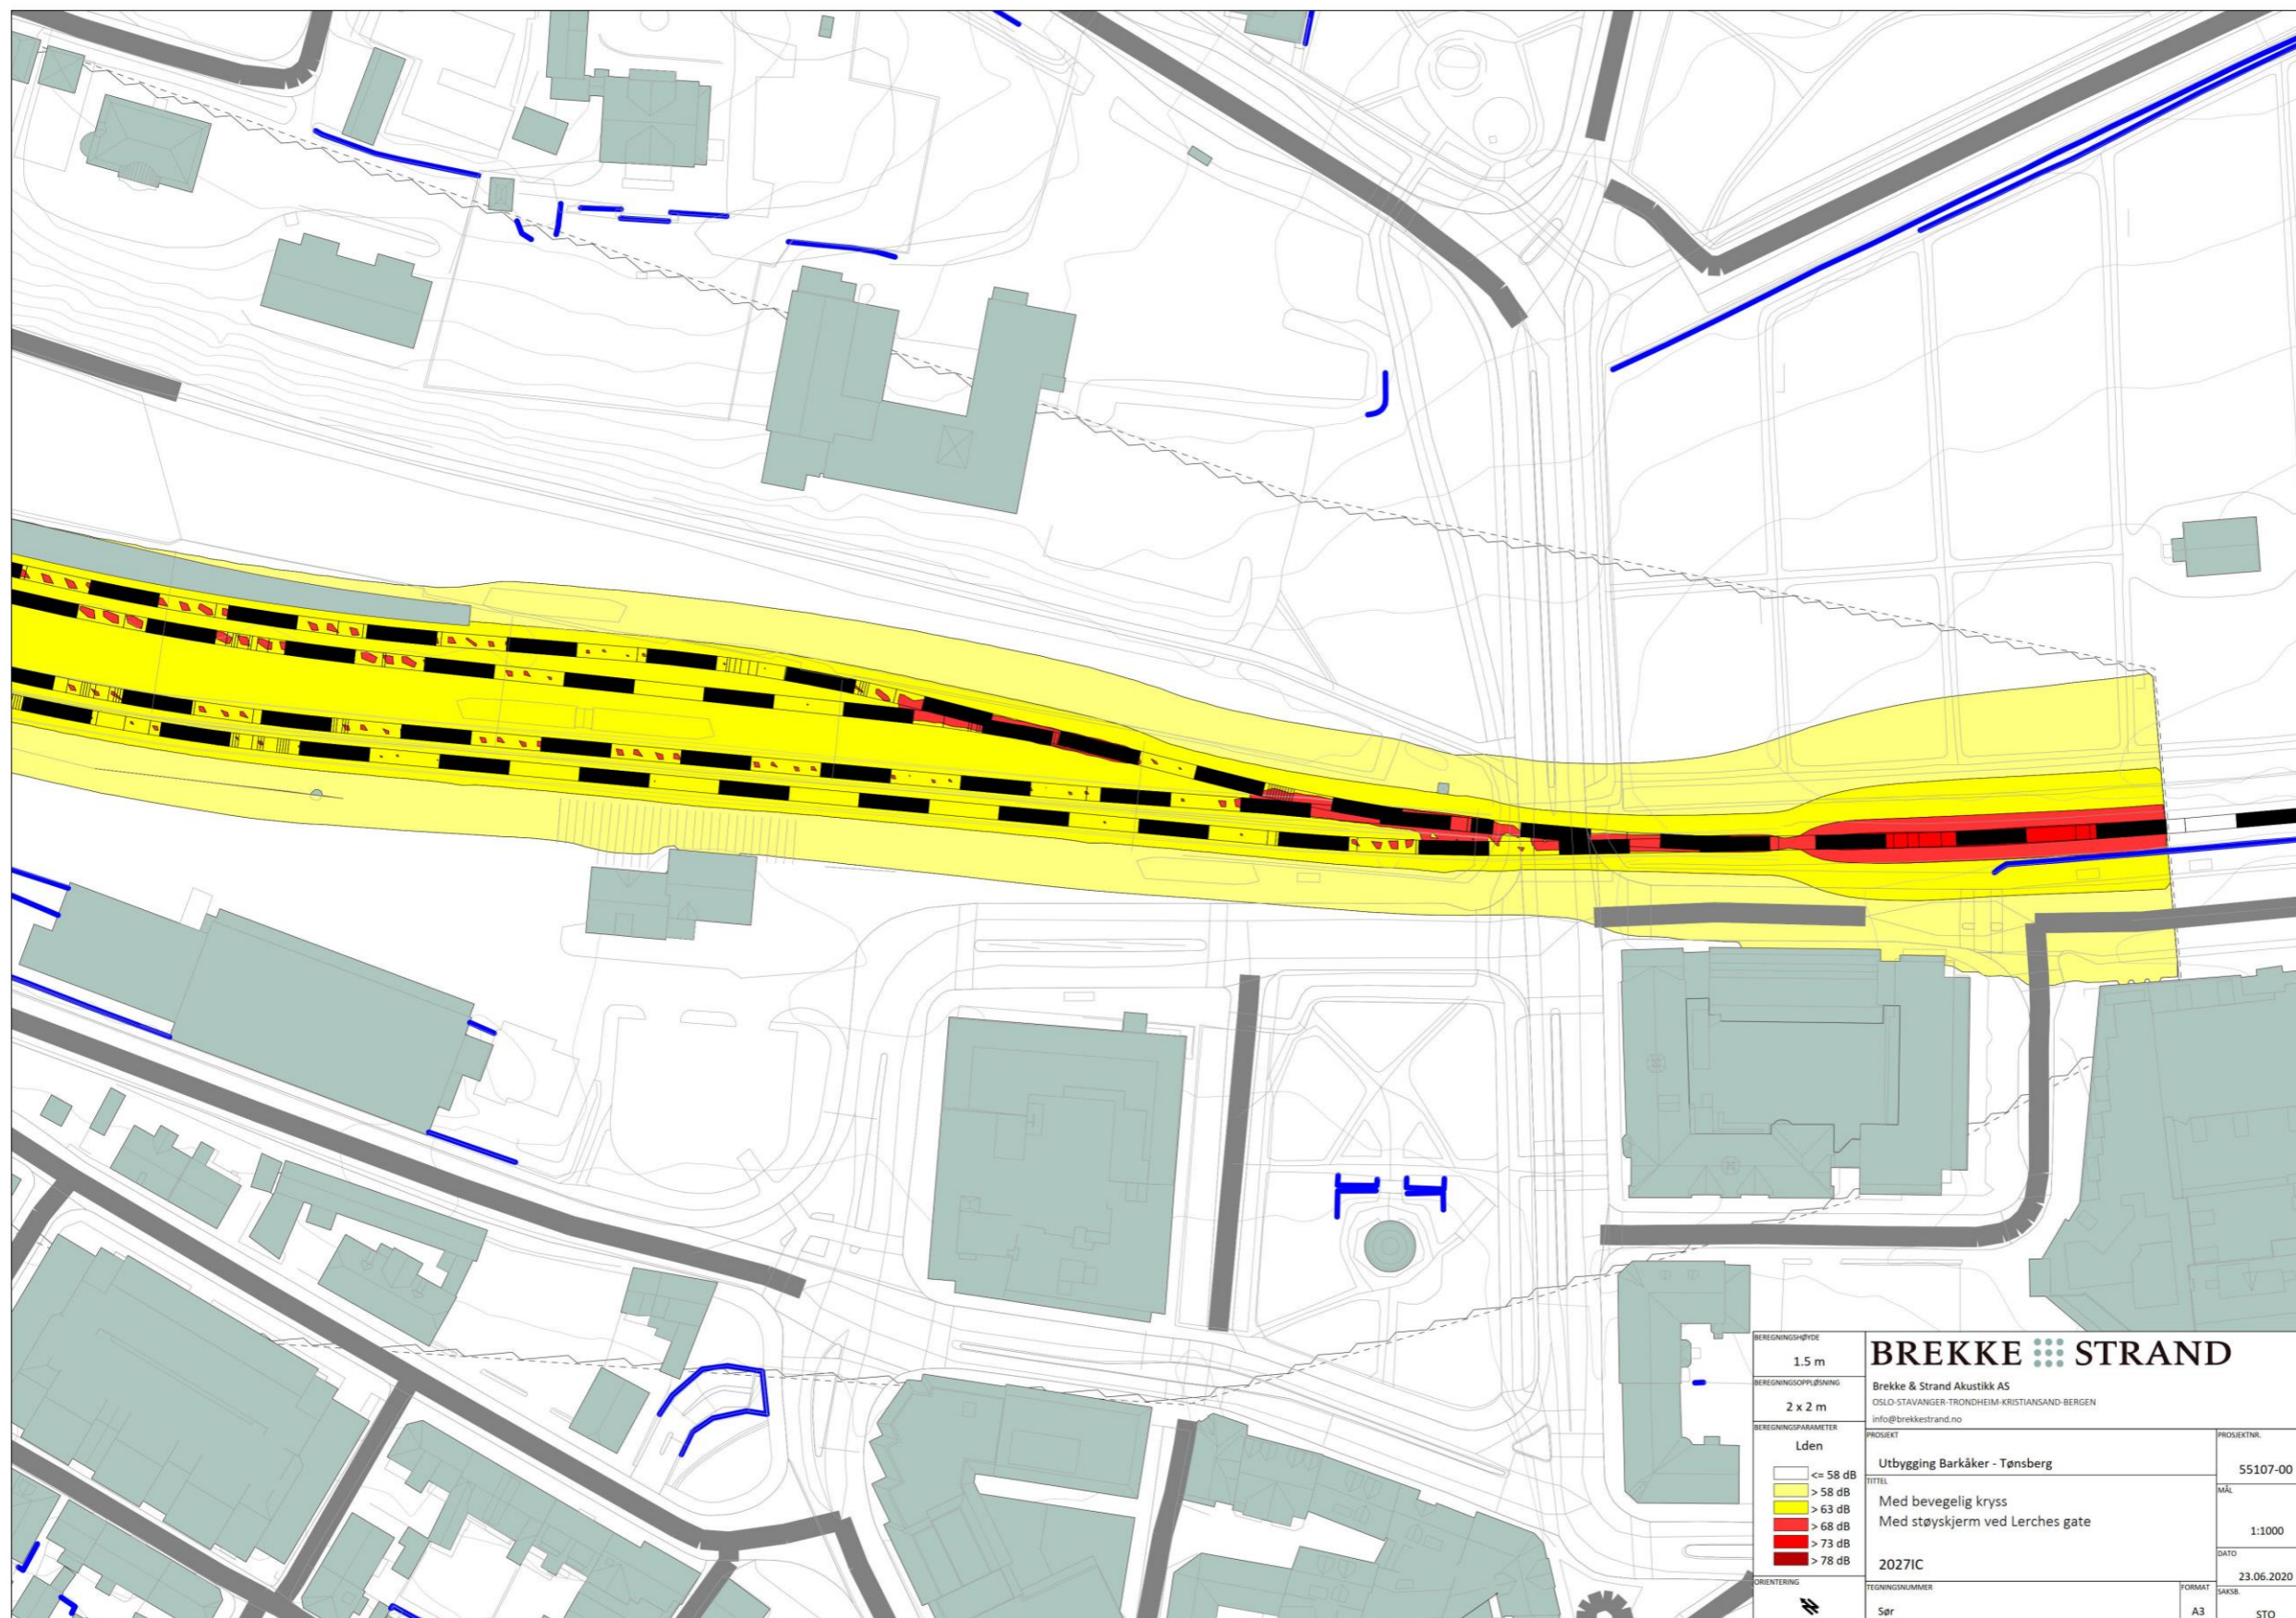 BEREGNINGSHØYDE
1.5 m
BEREGNINGSOPPLØSNING
2 x 2 m
BEREGNINGSPARAMETER
Lden
<= 58 dB
> 58 dB
> 63 dB
> 68 dB
> 73 dB
> 78 dB
ORIENTERING
BREKKE STRAND
Brekke & Strand Akustikk AS
OSLO-STAVANGER-TRONDHEIM-KRISTIANSAND-BERGEN
info@brekkestrand.no
PROSJEKT
Utbygging Barkåker - Tønsberg
PROSJEKTNR.
55107-00
TITTEL
Med bevegelig kryss
Med støyskjerm ved Lerches gate
2027IC
MÅL
1:1000
DATO
23.06.2020
TEGNINGSNUMMER
Sør
FORMAT
A3
SAKSB.
STO